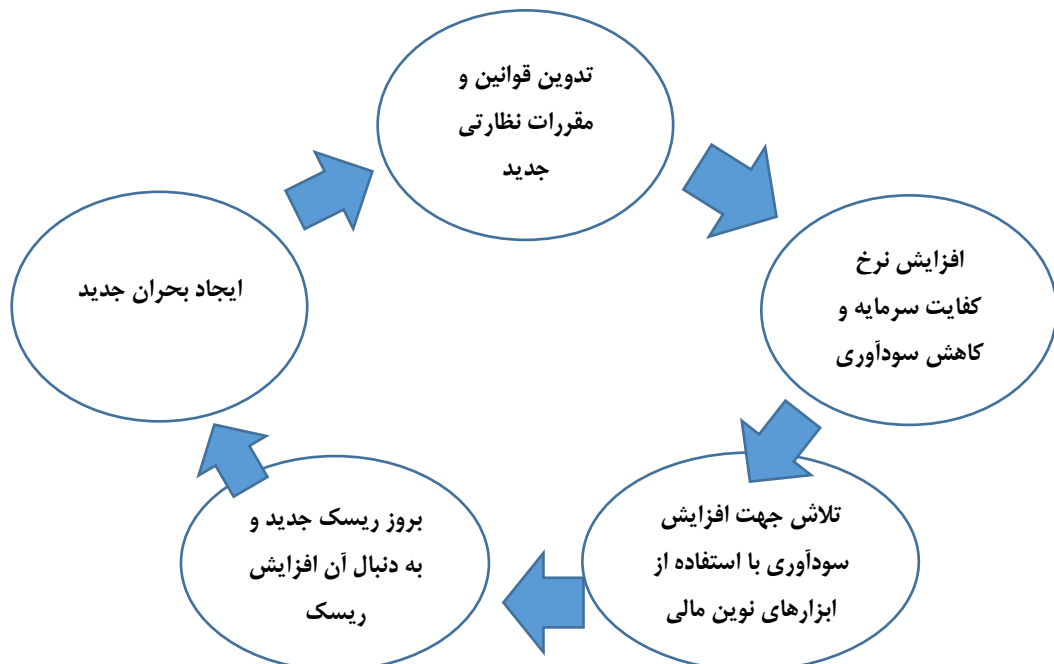 تدوین قوانین و
مقررات نظارتی
جدید
افزایش نرخ
کفایت سرمایه و
کاهش سودآوری
تلاش جهت افزایش
سودآوری با استفاده از
ابزارهای نوین مالی
بروز ریسک جدید و
به دنبال آن افزایش
ریسک
ایجاد بحران جدید